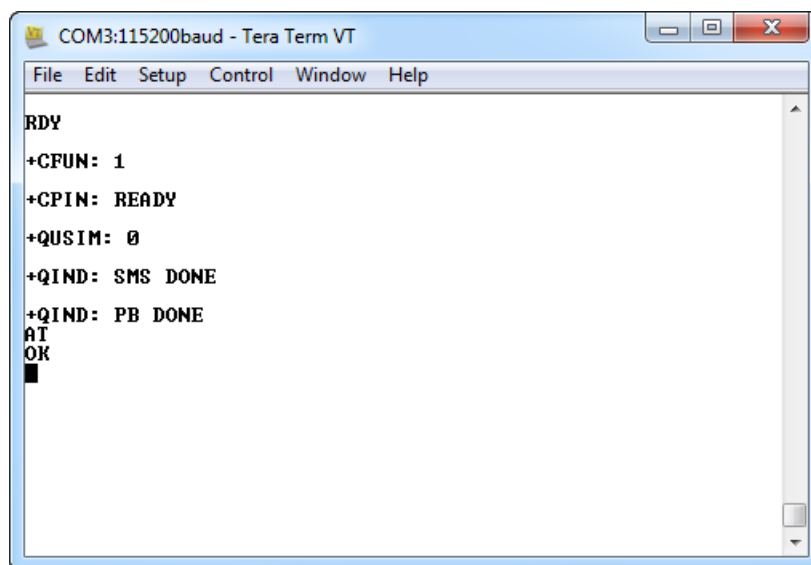 COM3:115200baud - Tera Term VT
File Edit Setup Control Window Help
RDY
+CFUN: 1
+CPIN: READY
+QUSIM: 0
+QIND: SMS DONE
+QIND: PB DONE
AT
OK